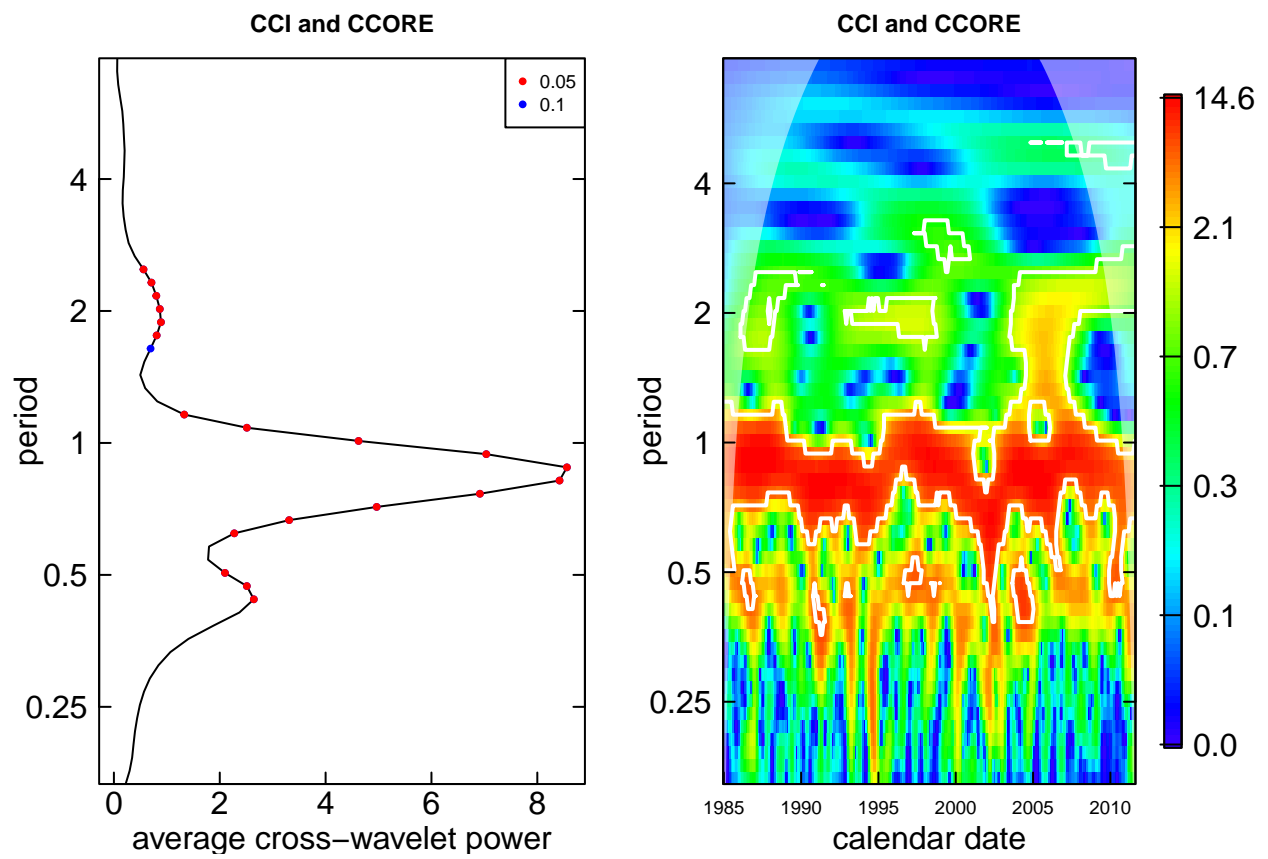 CCI and CCORE
0.05
0.1
4
2
1
0.5
0.25
period
0 2 4 6 8
average cross−wavelet power
CCI and CCORE
4
2
1
0.5
0.25
period
1985 1990 1995 2000 2005 2010
calendar date
14.6
2.1
0.7
0.3
0.1
0.0